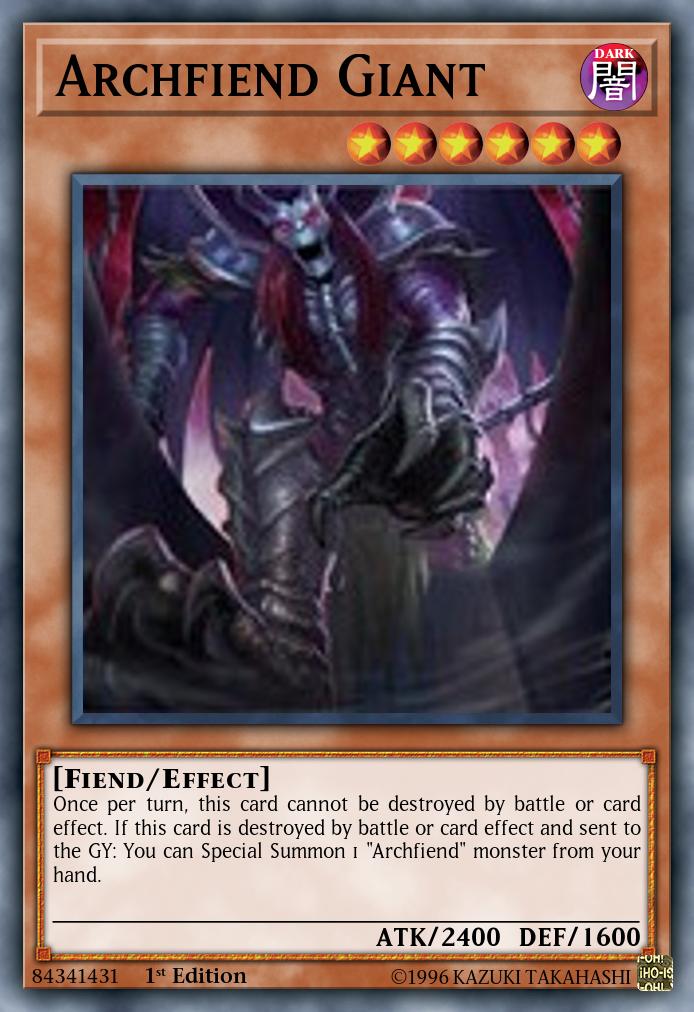 Archfiend Giant
DARK
闇
[Fiend/Effect]
Once per turn, this card cannot be destroyed by battle or card
effect. If this card is destroyed by battle or card effect and sent to
the GY: You can Special Summon 1 "Archfiend" monster from your
hand.
ATK/2400 DEF/1600
84341431 1st Edition ©1996 KAZUKI TAKAHASHI